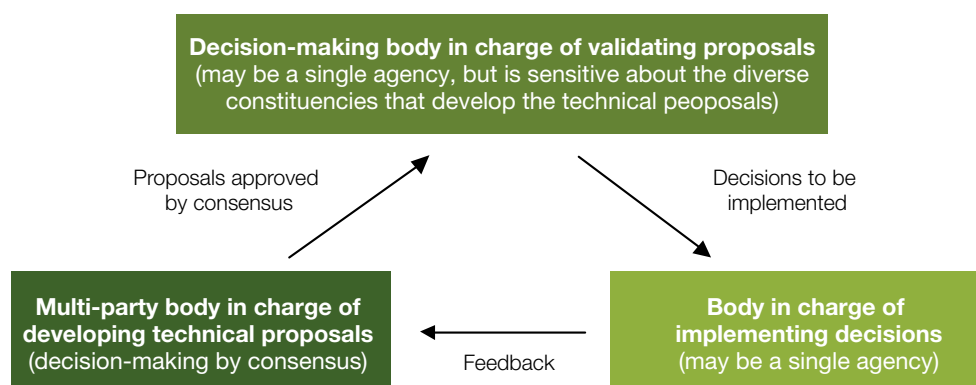 Decision-making body in charge of validating proposals
(may be a single agency, but is sensitive about the diverse
constituencies that develop the technical peoposals)
Proposals approved
by consensus
Decisions to be
implemented
Multi-party body in charge of
developing technical proposals
(decision-making by consensus)
Feedback
Body in charge of
implementing decisions
(may be a single agency)